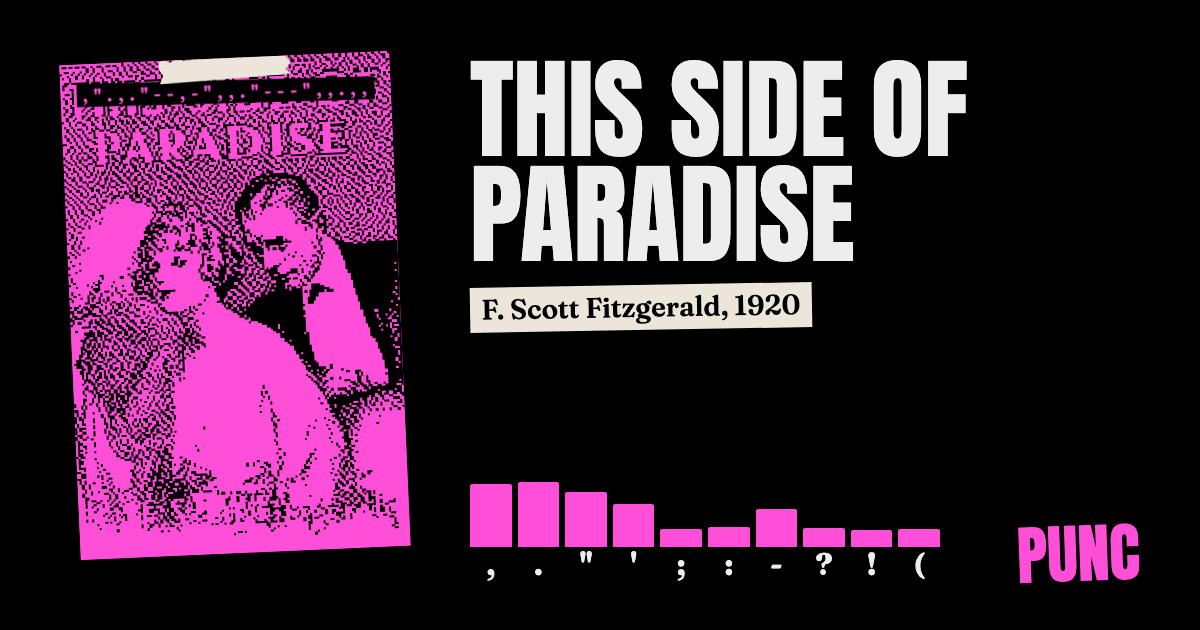 ,".,.,"--,-",,."---",,.,,
PARADISE
THIS SIDE OF
PARADISE
F. Scott Fitzgerald, 1920
, . " ' ; : - ? ! (
PUNC